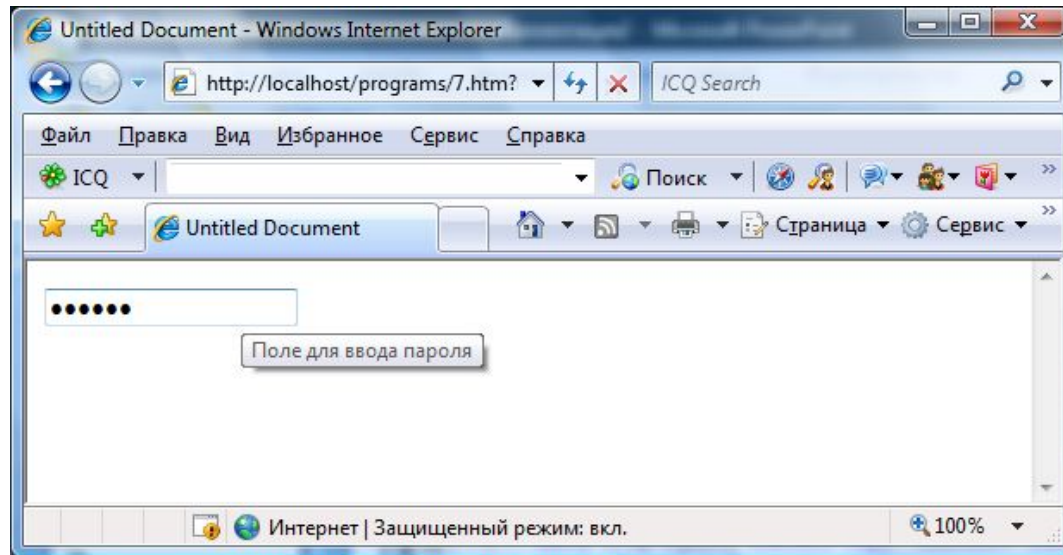 Untitled Document - Windows Internet Explorer
http://localhost/programs/7.htm? ICQ Search
Файл Правка Вид Избранное Сервис Справка
ICQ Поиск
Untitled Document Страница Сервис
••••••
Поле для ввода пароля
Интернет | Защищенный режим: вкл. 100%